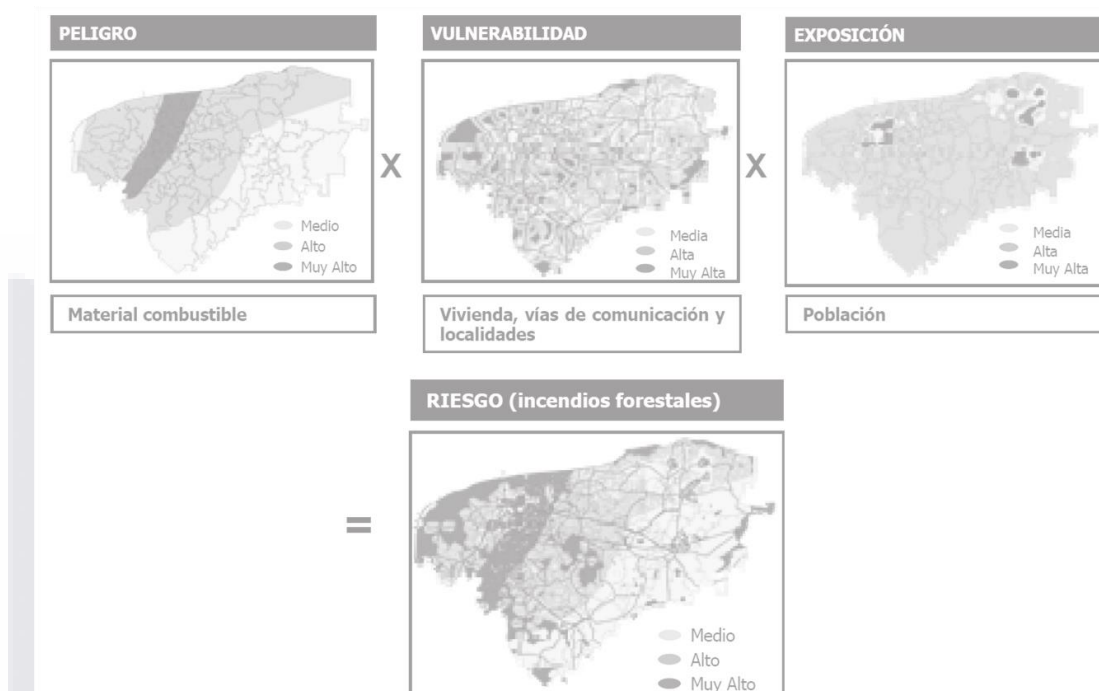 PELIGRO
VULNERABILIDAD
EXPOSICIÓN
Medio
Alto
Muy Alto
X
Media
Alta
Muy Alta
X
Media
Alta
Muy Alta
Material combustible
Vivienda, vías de comunicación y
localidades
Población
RIESGO (incendios forestales)
=
Medio
Alto
Muy Alto